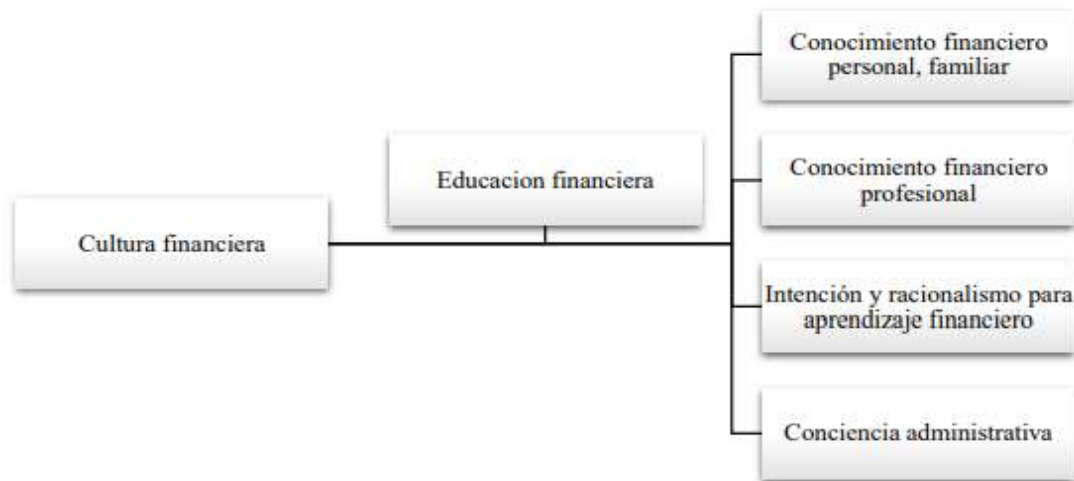 Cultura financiera
Educacion financiera
Conocimiento financiero
personal, familiar
Conocimiento financiero
profesional
Intención y racionalismo para
aprendizaje financiero
Conciencia administrativa